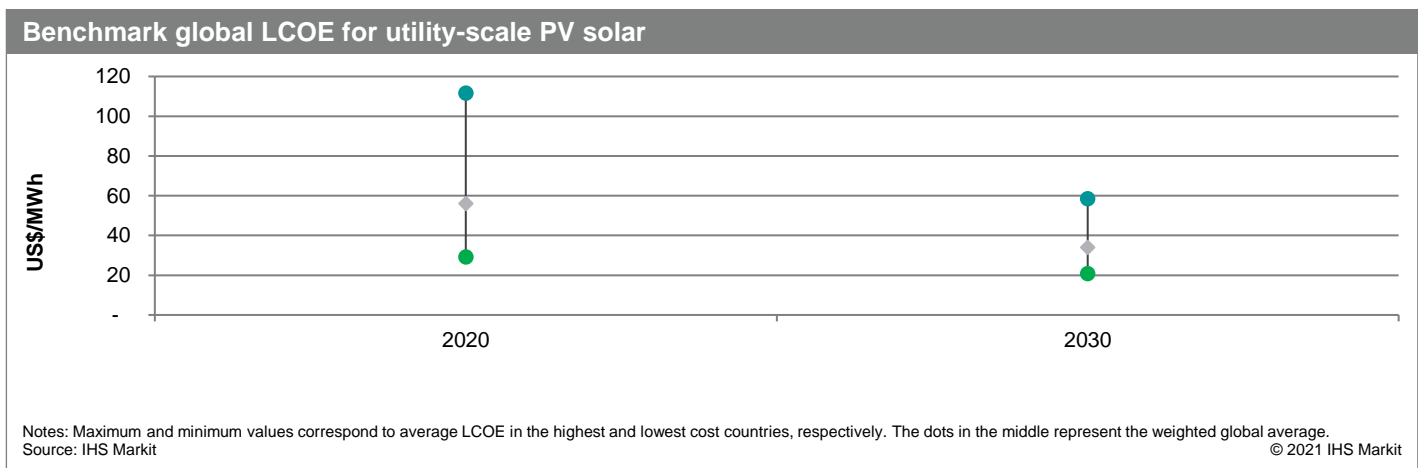 Benchmark global LCOE for utility-scale PV solar
120
100
80
60
40
20
-
US$/MWh
2020
2030
Notes: Maximum and minimum values correspond to average LCOE in the highest and lowest cost countries, respectively. The dots in the middle represent the weighted global average.
Source: IHS Markit
© 2021 IHS Markit